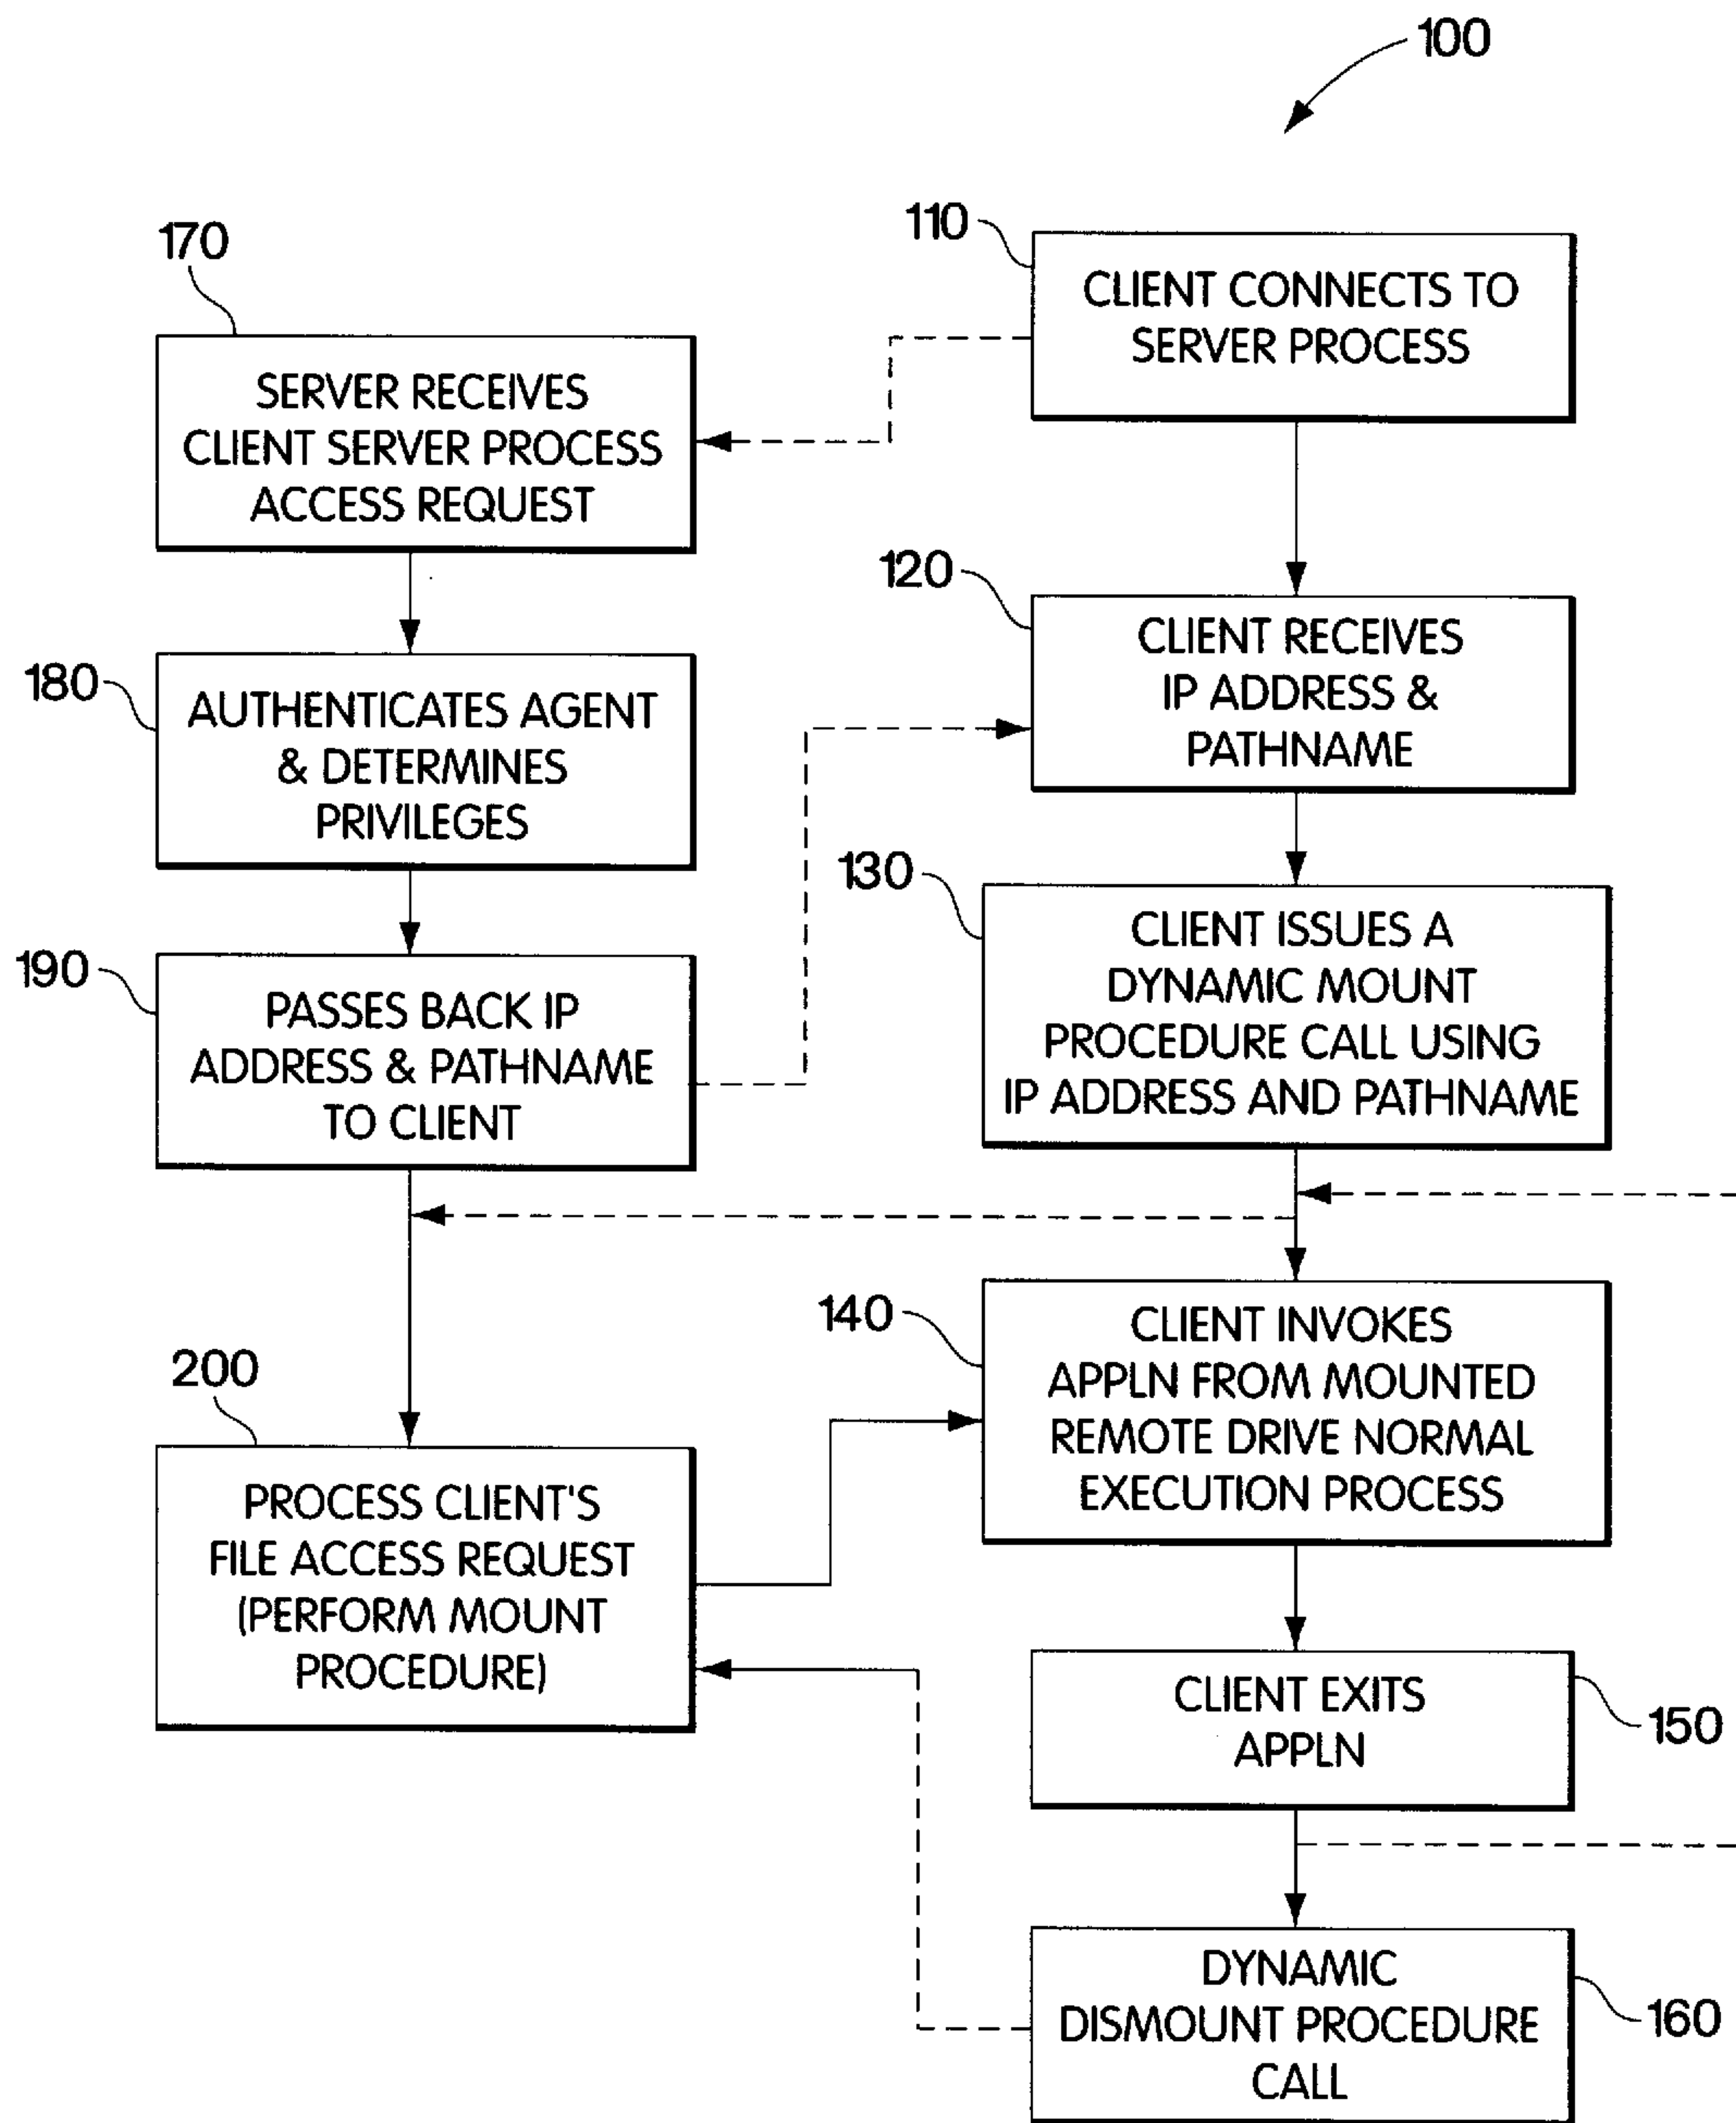 100
110
CLIENT CONNECTS TO
SERVER PROCESS
170
SERVER RECEIVES
CLIENT SERVER PROCESS
ACCESS REQUEST
120
CLIENT RECEIVES
IP ADDRESS &
PATHNAME
180
AUTHENTICATES AGENT
& DETERMINES
PRIVILEGES
130
CLIENT ISSUES A
DYNAMIC MOUNT
PROCEDURE CALL USING
IP ADDRESS AND PATHNAME
190
PASSES BACK IP
ADDRESS & PATHNAME
TO CLIENT
140
CLIENT INVOKES
APPLN FROM MOUNTED
REMOTE DRIVE NORMAL
EXECUTION PROCESS
200
PROCESS CLIENT'S
FILE ACCESS REQUEST
(PERFORM MOUNT
PROCEDURE)
CLIENT EXITS
APPLN
150
DYNAMIC
DISMOUNT PROCEDURE
CALL
160